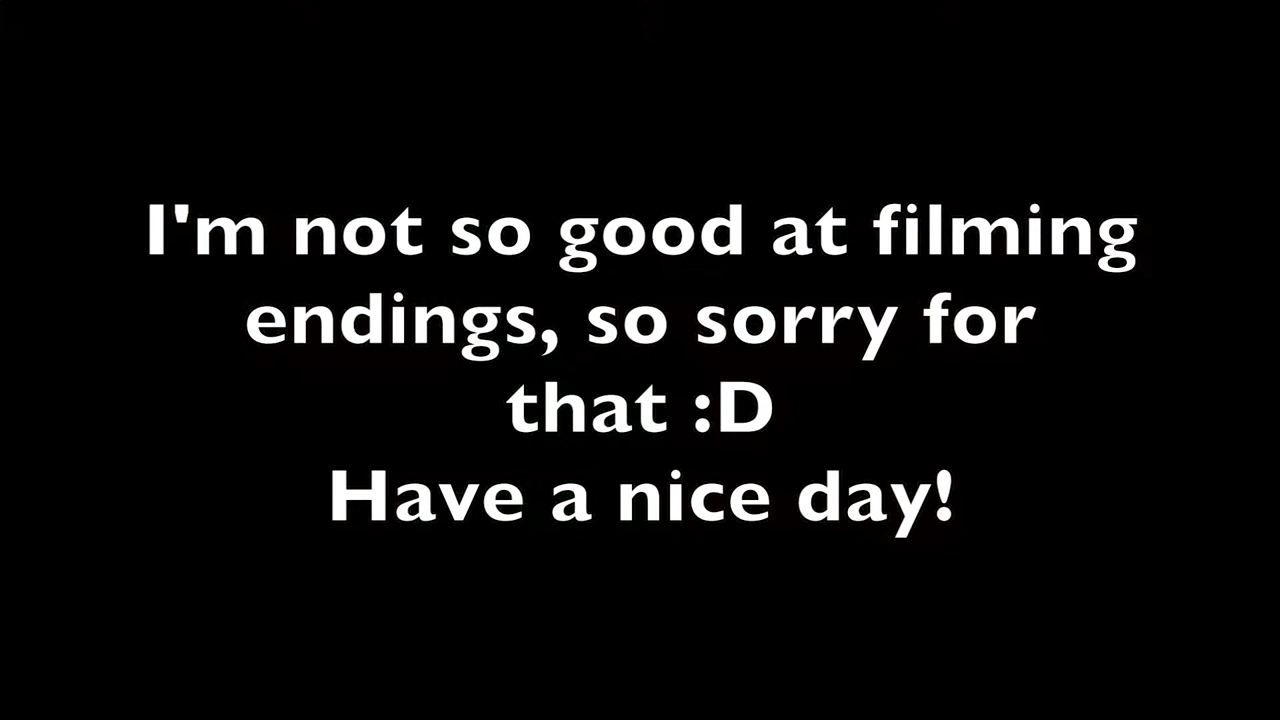 I'm not so good at filming
endings, so sorry for
that :D
Have a nice day!